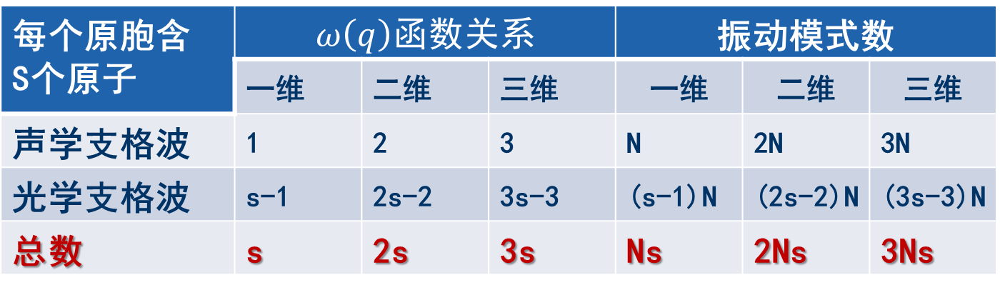 每个原胞含
S个原子
ω(q)函数关系
振动模式数
一维 二维 三维 一维 二维 三维
声学支格波 1 2 3 N 2N 3N
光学支格波 s-1 2s-2 3s-3 (s-1)N (2s-2)N (3s-3)N
总数 s 2s 3s Ns 2Ns 3Ns